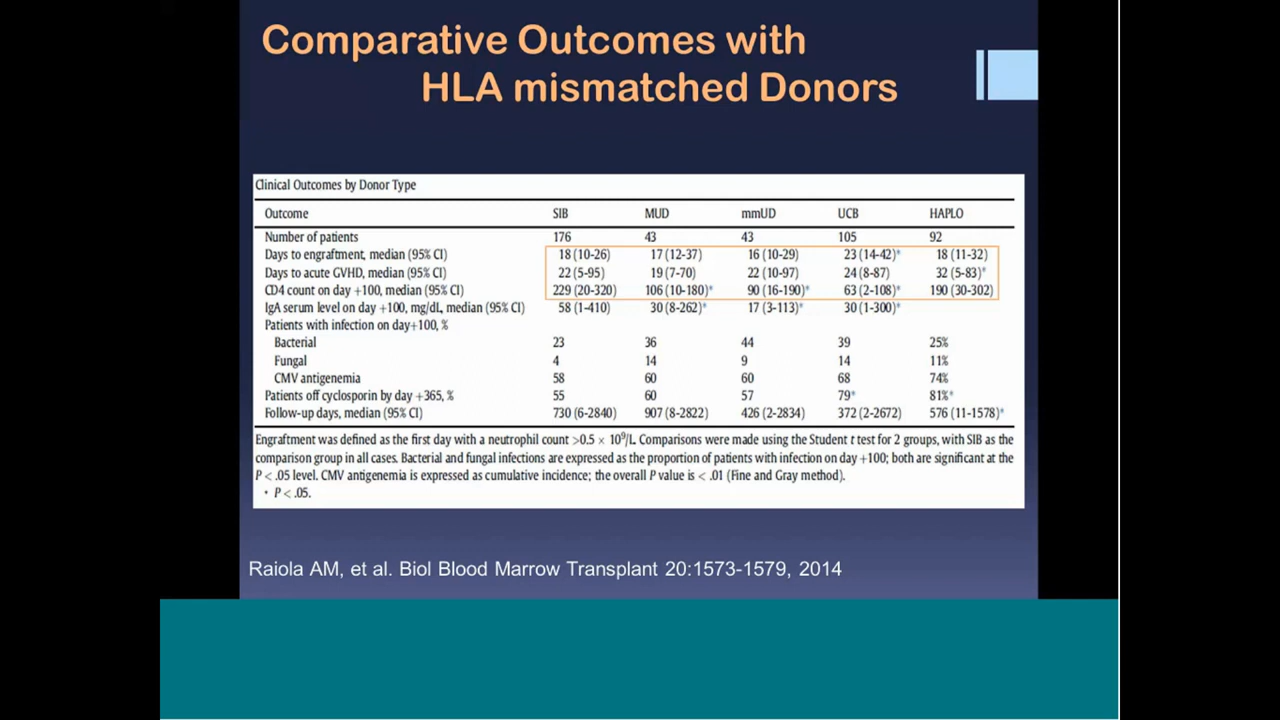 Comparative Outcomes with
HLA mismatched Donors
Clinical Outcomes by Donor Type
Outcome SIB MUD mmUD UCB HAPLO
Number of patients 176 43 43 105 92
Days to engraftment, median (95% CI) 18 (10-26) 17 (12-37) 16 (10-29) 23 (14-42)* 18 (11-32)
Days to acute GVHD, median (95% CI) 22 (5-95) 19 (7-70) 22 (10-97) 24 (8-87) 32 (5-83)*
CD4 count on day +100, median (95% CI) 229 (20-320) 106 (10-180)* 90 (16-190)* 63 (2-108)* 190 (30-302)
IgA serum level on day +100, mg/dL, median (95% CI) 58 (1-410) 30 (8-262)* 17 (3-113)* 30 (1-300)*
Patients with infection on day+100, %
Bacterial 23 36 44 39 25%
Fungal 4 14 9 14 11%
CMV antigenemia 58 60 60 68 74%
Patients off cyclosporin by day +365, % 55 60 57 79* 81%*
Follow-up days, median (95% CI) 730 (6-2840) 907 (8-2822) 426 (2-2834) 372 (2-2672) 576 (11-1578)*
Engraftment was defined as the first day with a neutrophil count >0.5 × 10⁹/L. Comparisons were made using the Student t test for 2 groups, with SIB as the
comparison group in all cases. Bacterial and fungal infections are expressed as the proportion of patients with infection on day +100; both are significant at the
P < .05 level. CMV antigenemia is expressed as cumulative incidence; the overall P value is < .01 (Fine and Gray method).
* P < .05.
Raiola AM, et al. Biol Blood Marrow Transplant 20:1573-1579, 2014